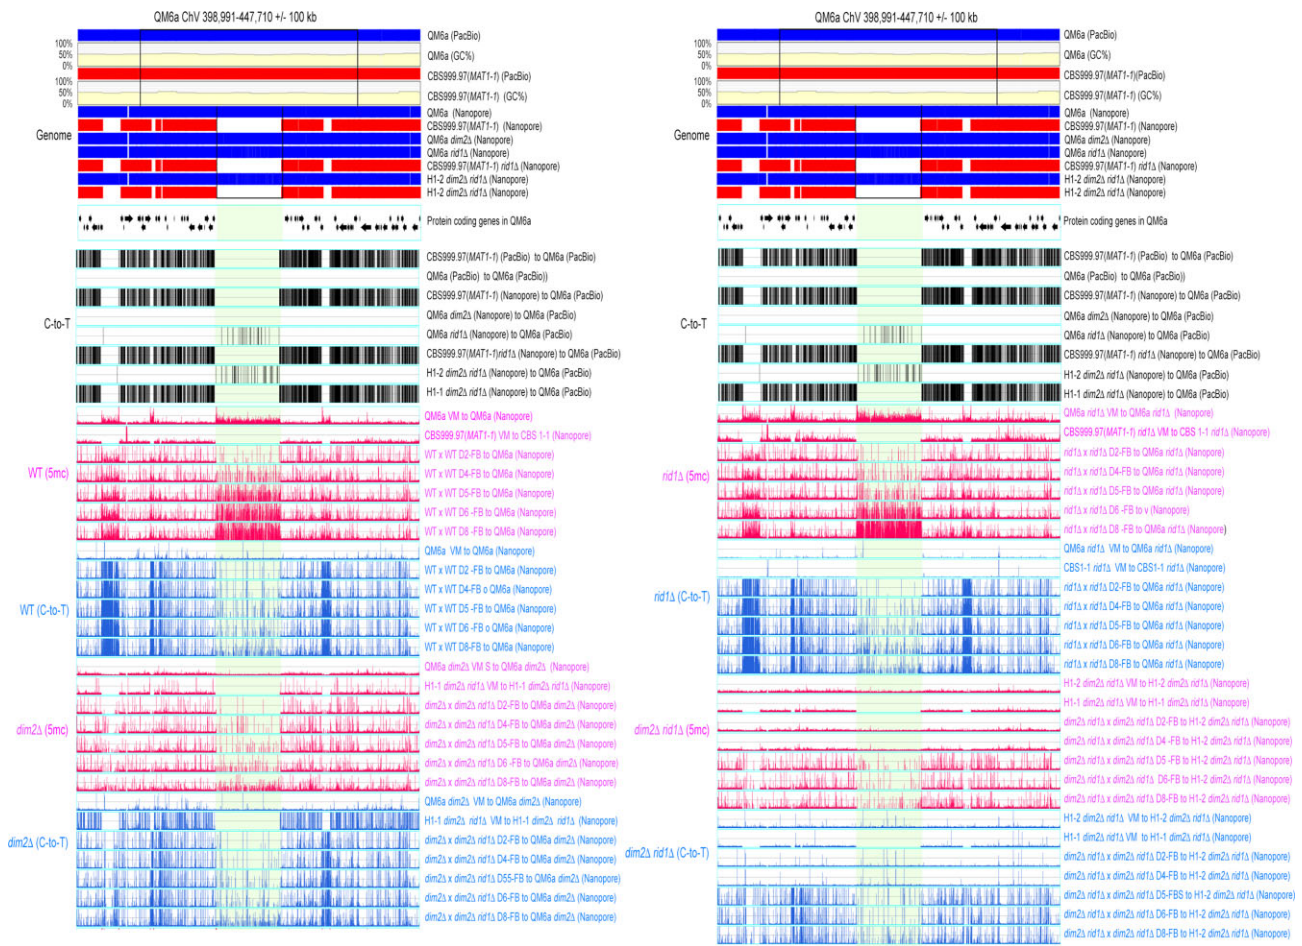 QM6a ChV 398,991-447,710 +/- 100 kb
QM6a (PacBio)
100%
50%
0%
QM6a (GC%)
CBS999.97(MAT1-1) (PacBio)
100%
50%
0%
CBS999.97(MAT1-1) (GC%)
Genome
QM6a (Nanopore)
CBS999.97(MAT1-1) (Nanopore)
QM6a dim2Δ (Nanopore)
QM6a rid1Δ (Nanopore)
CBS999.97(MAT1-1) rid1Δ (Nanopore)
H1-2 dim2Δ rid1Δ (Nanopore)
H1-2 dim2Δ rid1Δ (Nanopore)
Protein coding genes in QM6a
C-to-T
CBS999.97(MAT1-1) (PacBio) to QM6a (PacBio)
QM6a (PacBio) to QM6a (PacBio))
CBS999.97(MAT1-1) (Nanopore) to QM6a (PacBio)
QM6a dim2Δ (Nanopore) to QM6a (PacBio)
QM6a rid1Δ (Nanopore) to QM6a (PacBio)
CBS999.97(MAT1-1)rid1Δ (Nanopore) to QM6a (PacBio)
H1-2 dim2Δ rid1Δ (Nanopore) to QM6a (PacBio)
H1-1 dim2Δ rid1Δ (Nanopore) to QM6a (PacBio)
WT (5mc)
QM6a VM to QM6a (Nanopore)
CBS999.97(MAT1-1) VM to CBS 1-1 (Nanopore)
WT x WT D2-FB to QM6a (Nanopore)
WT x WT D4-FB to QM6a (Nanopore)
WT x WT D5-FB to QM6a (Nanopore)
WT x WT D6 -FB to QM6a (Nanopore)
WT x WT D8 -FB to QM6a (Nanopore)
WT (C-to-T)
QM6a VM to QM6a (Nanopore)
WT x WT D2 -FB to QM6a (Nanopore)
WT x WT D4-FB o QM6a (Nanopore)
WT x WT D5 -FB to QM6a (Nanopore)
WT x WT D6 -FB o QM6a (Nanopore)
WT x WT D8-FB to QM6a (Nanopore)
dim2Δ (5mc)
QM6a dim2Δ VM S to QM6a dim2Δ (Nanopore)
H1-1 dim2Δ rid1Δ VM to H1-1 dim2Δ rid1Δ (Nanopore)
dim2Δ x dim2Δ rid1Δ D2-FB to QM6a dim2Δ (Nanopore)
dim2Δ x dim2Δ rid1Δ D4-FB to QM6a dim2Δ (Nanopore)
dim2Δ x dim2Δ rid1Δ D5-FB to QM6a dim2Δ (Nanopore)
dim2Δ x dim2Δ rid1Δ D6 -FB to QM6a dim2Δ (Nanopore)
dim2Δ x dim2Δ rid1Δ D8-FB to QM6a dim2Δ (Nanopore)
dim2Δ (C-to-T)
QM6a dim2Δ VM to QM6a dim2Δ (Nanopore)
H1-1 dim2Δ rid1Δ VM to H1-1 dim2Δ rid1Δ (Nanopore)
dim2Δ x dim2Δ rid1Δ D2-FB to QM6a dim2Δ (Nanopore)
dim2Δ x dim2Δ rid1Δ D4-FB to QM6a dim2Δ (Nanopore)
dim2Δ x dim2Δ rid1Δ D55-FB to QM6a dim2Δ (Nanopore)
dim2Δ x dim2Δ rid1Δ D6-FB to QM6a dim2Δ (Nanopore)
dim2Δ x dim2Δ rid1Δ D8-FB to QM6a dim2Δ (Nanopore)
QM6a ChV 398,991-447,710 +/- 100 kb
QM6a (PacBio)
100%
50%
0%
QM6a (GC%)
CBS999.97(MAT1-1)(PacBio)
100%
50%
0%
CBS999.97(MAT1-1) (GC%)
Genome
QM6a (Nanopore)
CBS999.97(MAT1-1) (Nanopore)
QM6a dim2Δ (Nanopore)
QM6a rid1Δ (Nanopore)
CBS999.97(MAT1-1) rid1Δ (Nanopore)
H1-2 dim2Δ rid1Δ (Nanopore)
H1-2 dim2Δ rid1Δ (Nanopore)
Protein coding genes in QM6a
C-to-T
CBS999.97(MAT1-1) (PacBio) to QM6a (PacBio)
QM6a (PacBio) to QM6a (PacBio))
CBS999.97(MAT1-1) (Nanopore) to QM6a (PacBio)
QM6a dim2Δ (Nanopore) to QM6a (PacBio)
QM6a rid1Δ (Nanopore) to QM6a (PacBio)
CBS999.97(MAT1-1) rid1Δ (Nanopore) to QM6a (PacBio)
H1-2 dim2Δ rid1Δ (Nanopore) to QM6a (PacBio)
H1-1 dim2Δ rid1Δ (Nanopore) to QM6a (PacBio)
rid1Δ (5mc)
QM6a rid1Δ VM to QM6a rid1Δ (Nanopore)
CBS999.97(MAT1-1) rid1Δ VM to CBS 1-1 rid1Δ (Nanopore)
rid1Δ x rid1Δ D2-FB to QM6a rid1Δ (Nanopore)
rid1Δ x rid1Δ D4-FB to QM6a rid1Δ (Nanopore)
rid1Δ x rid1Δ D5-FB to QM6a rid1Δ (Nanopore)
rid1Δ x rid1Δ D6 -FB to v (Nanopore)
rid1Δ x rid1Δ D8 -FB to QM6a rid1Δ (Nanopore)
rid1Δ (C-to-T)
QM6a rid1Δ VM to QM6a rid1Δ (Nanopore)
CBS1-1 rid1Δ VM to CBS1-1 rid1Δ (Nanopore)
rid1Δ x rid1Δ D2-FB to QM6a rid1Δ (Nanopore)
rid1Δ x rid1Δ D4-FB to QM6a rid1Δ (Nanopore)
rid1Δ x rid1Δ D5-FB to QM6a rid1Δ (Nanopore)
rid1Δ x rid1Δ D6-FB to QM6a rid1Δ (Nanopore)
rid1Δ x rid1Δ D8-FB to QM6a rid1Δ (Nanopore)
dim2Δ rid1Δ (5mc)
H1-2 dim2Δ rid1Δ VM to H1-2 dim2Δ rid1Δ (Nanopore)
H1-1 dim2Δ rid1Δ VM to H1-1 dim2Δ rid1Δ (Nanopore)
dim2Δ rid1Δ x dim2Δ rid1Δ D2-FB to H1-2 dim2Δ rid1Δ (Nanopore)
dim2Δ rid1Δ x dim2Δ rid1Δ D4 -FB to H1-2 dim2Δ rid1Δ (Nanopore)
dim2Δ rid1Δ x dim2Δ rid1Δ D5 -FB to H1-2 dim2Δ rid1Δ (Nanopore)
dim2Δ rid1Δ x dim2Δ rid1Δ D6-FB to H1-2 dim2Δ rid1Δ (Nanopore)
dim2Δ rid1Δ x dim2Δ rid1Δ D8-FB to H1-2 dim2Δ rid1Δ (Nanopore)
dim2Δ rid1Δ (C-to-T)
H1-2 dim2Δ rid1Δ VM to H1-2 dim2Δ rid1Δ (Nanopore)
H1-1 dim2Δ rid1Δ VM to H1-1 dim2Δ rid1Δ (Nanopore)
dim2Δ rid1Δ x dim2Δ rid1Δ D2-FB to H1-2 dim2Δ rid1Δ (Nanopore)
dim2Δ rid1Δ x dim2Δ rid1Δ D4-FB to H1-2 dim2Δ rid1Δ (Nanopore)
dim2Δ rid1Δ x dim2Δ rid1Δ D5-FBS to H1-2 dim2Δ rid1Δ (Nanopore)
dim2Δ rid1Δ x dim2Δ rid1Δ D6-FB to H1-2 dim2Δ rid1Δ (Nanopore)
dim2Δ rid1Δ x dim2Δ rid1Δ D8-FB to H1-2 dim2Δ rid1Δ (Nanopore)